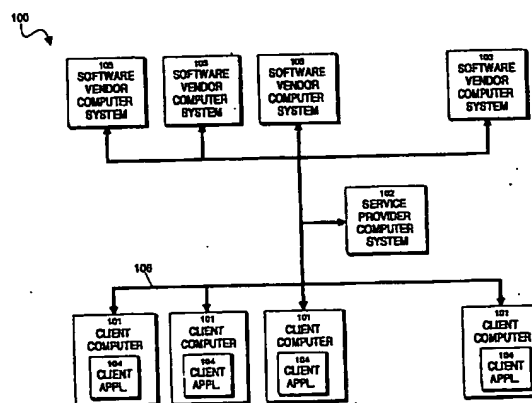 100
103
SOFTWARE
VENDOR
COMPUTER
SYSTEM
103
SOFTWARE
VENDOR
COMPUTER
SYSTEM
103
SOFTWARE
VENDOR
COMPUTER
SYSTEM
103
SOFTWARE
VENDOR
COMPUTER
SYSTEM
102
SERVICE
PROVIDER
COMPUTER
SYSTEM
106
101
CLIENT
COMPUTER
104
CLIENT
APPL.
101
CLIENT
COMPUTER
104
CLIENT
APPL.
101
CLIENT
COMPUTER
104
CLIENT
APPL.
101
CLIENT
COMPUTER
104
CLIENT
APPL.